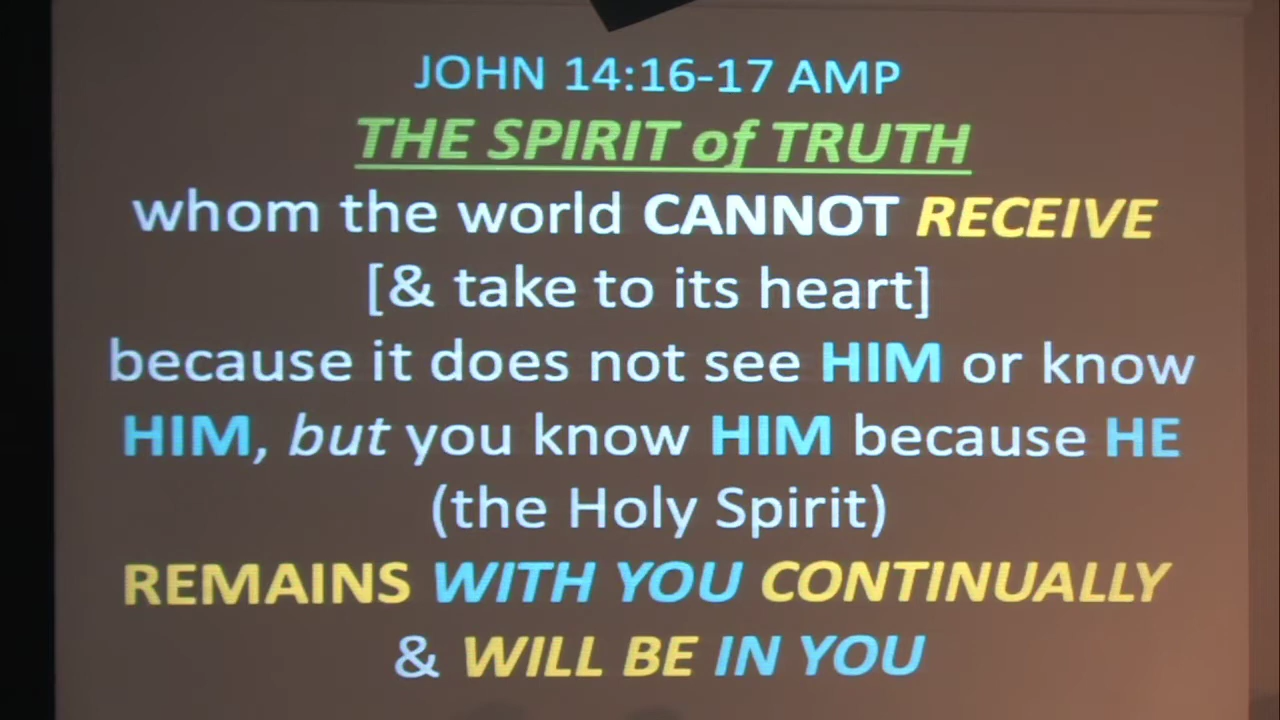 JOHN 14:16-17 AMP
THE SPIRIT of TRUTH
whom the world CANNOT RECEIVE
[& take to its heart]
because it does not see HIM or know
HIM, but you know HIM because HE
(the Holy Spirit)
REMAINS WITH YOU CONTINUALLY
& WILL BE IN YOU